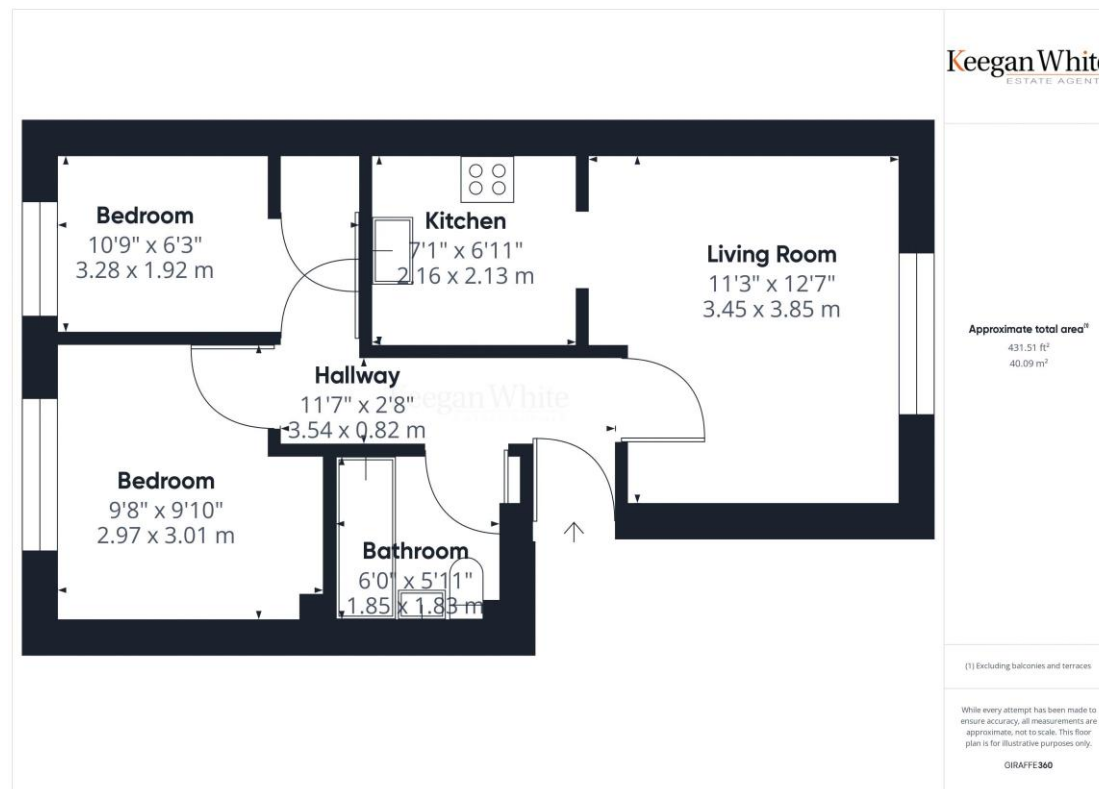 Keegan White
ESTATE AGENT
Bedroom
10'9" x 6'3"
3.28 x 1.92 m
Kitchen
7'1" x 6'11"
2.16 x 2.13 m
Living Room
11'3" x 12'7"
3.45 x 3.85 m
Hallway
11'7" x 2'8"
3.54 x 0.82 m
Keegan White
Bedroom
9'8" x 9'10"
2.97 x 3.01 m
Bathroom
6'0" x 5'11"
1.85 x 1.83 m
Approximate total area⁽¹⁾
431.51 ft²
40.09 m²
(1) Excluding balconies and terraces
While every attempt has been made to
ensure accuracy, all measurements are
approximate, not to scale. This floor
plan is for illustrative purposes only.
GIRAFFE360